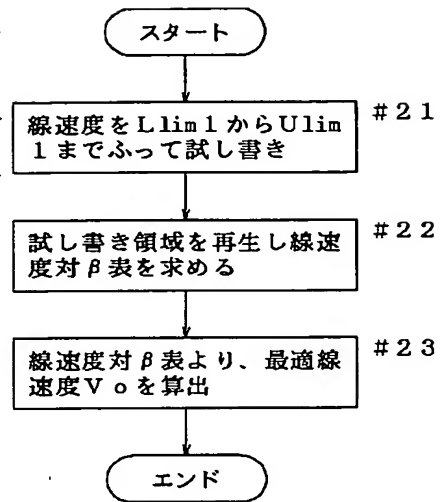 スタート
線速度をLlim1からUlim
1までふって試し書き
#21
試し書き領域を再生し線速
度対β表を求める
#22
線速度対β表より、最適線
速度Voを算出
#23
エンド